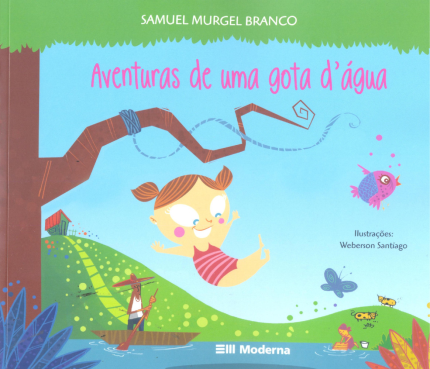 SAMUEL MURGEL BRANCO
Aventuras de uma gota d'água
Ilustrações:
Weberson Santiago
Moderna